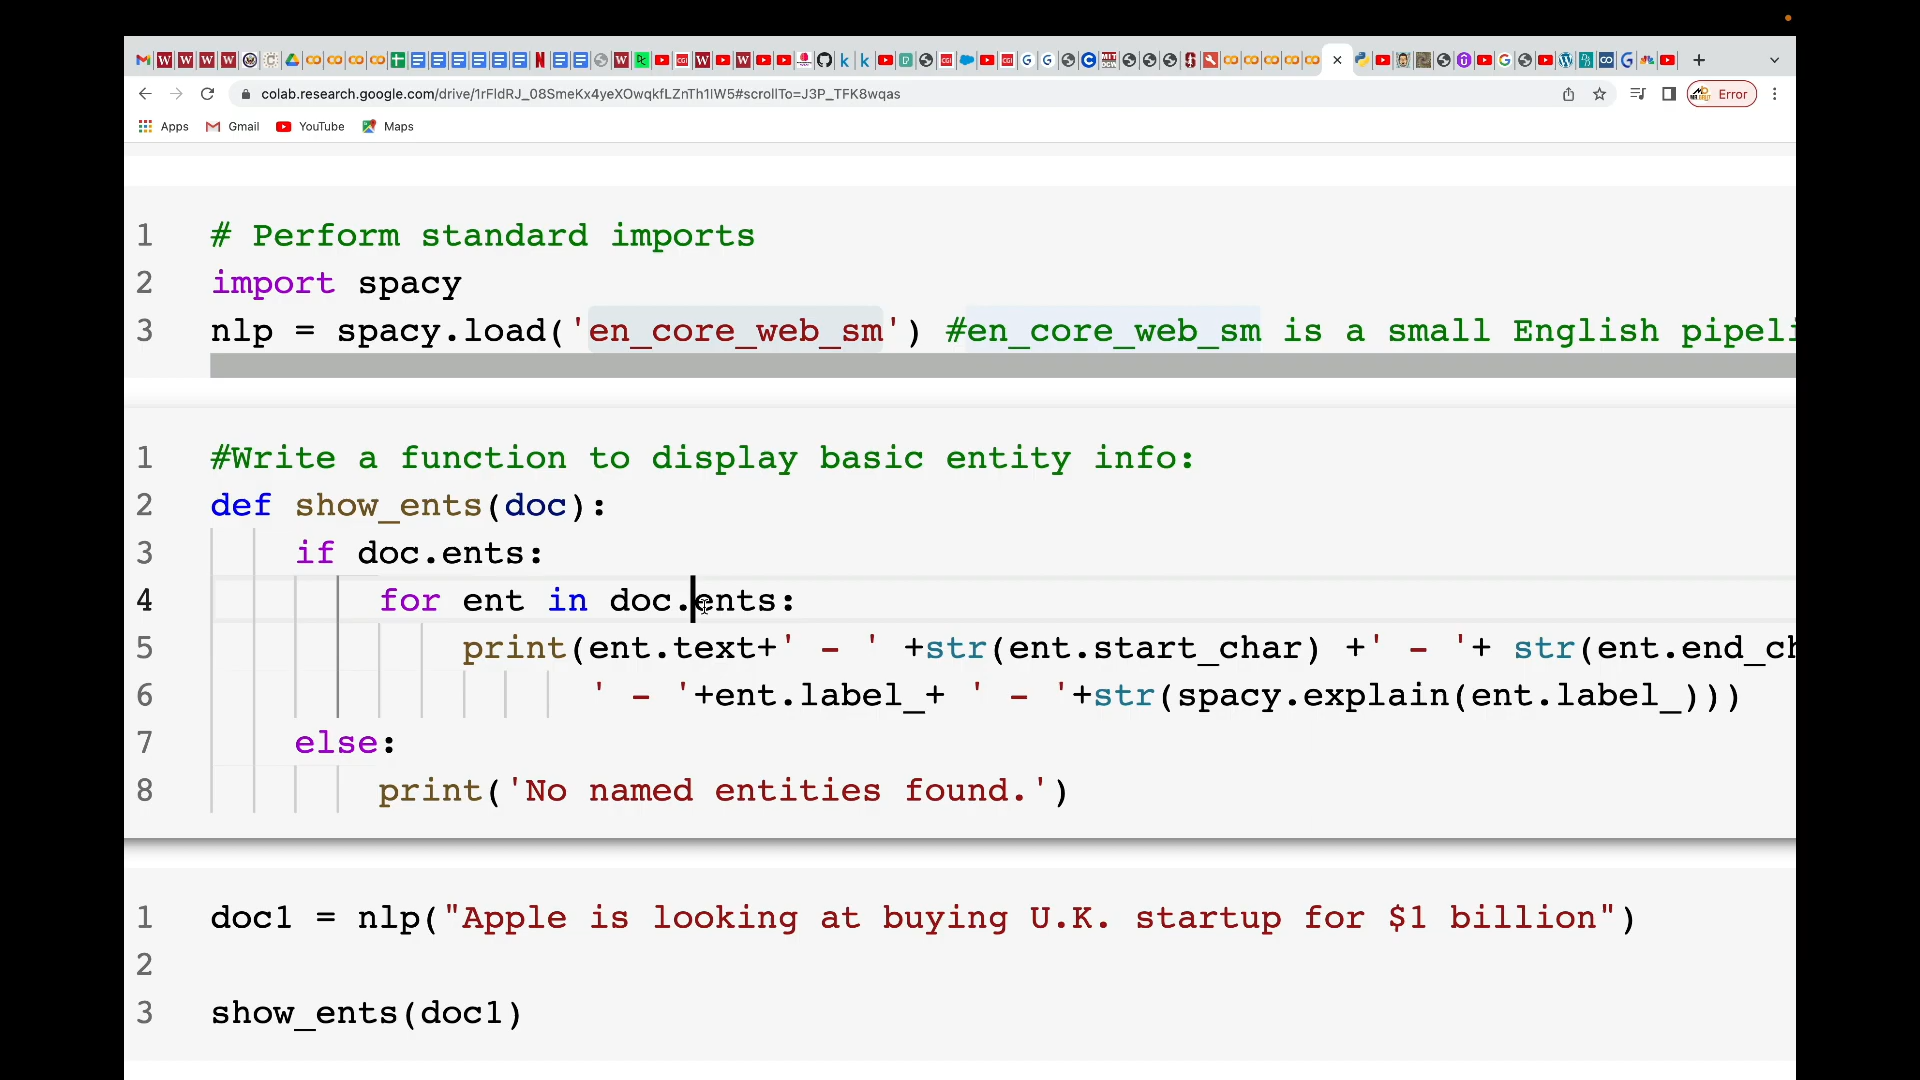 colab.research.google.com/drive/1rFldRJ_08SmeKx4yeXOwqkfLZnTh1lW5#scrollTo=J3P_TFK8wqas
Error
Apps Gmail YouTube Maps
1 # Perform standard imports
2 import spacy
3 nlp = spacy.load('en_core_web_sm') #en_core_web_sm is a small English pipeli
1 #Write a function to display basic entity info:
2 def show_ents(doc):
3 if doc.ents:
4 for ent in doc.ents:
5 print(ent.text+' - ' +str(ent.start_char) +' - '+ str(ent.end_ch
6 ' - '+ent.label_+ ' - '+str(spacy.explain(ent.label_)))
7 else:
8 print('No named entities found.')
1 doc1 = nlp("Apple is looking at buying U.K. startup for $1 billion")
2
3 show_ents(doc1)